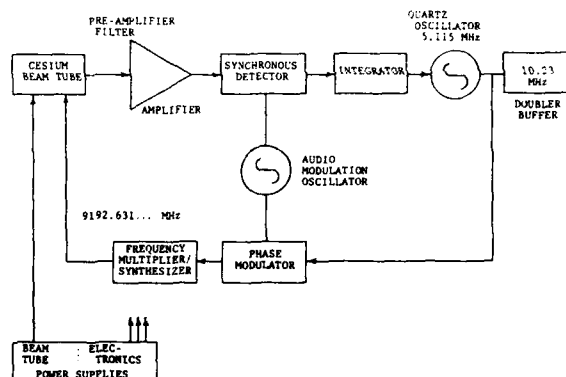 QUARTZ
OSCILLATOR
5.115 MHz
PRE-AMPLIFIER
FILTER
CESIUM
BEAM TUBE
AMPLIFIER
SYNCHRONOUS
DETECTOR
INTEGRATOR
10.23
MHz
DOUBLER
BUFFER
AUDIO
MODULATION
OSCILLATOR
9192.631... MHz
FREQUENCY
MULTIPLIER/
SYNTHESIZER
PHASE
MODULATOR
BEAM
TUBE
ELEC-
TRONICS
POWER SUPPLIES